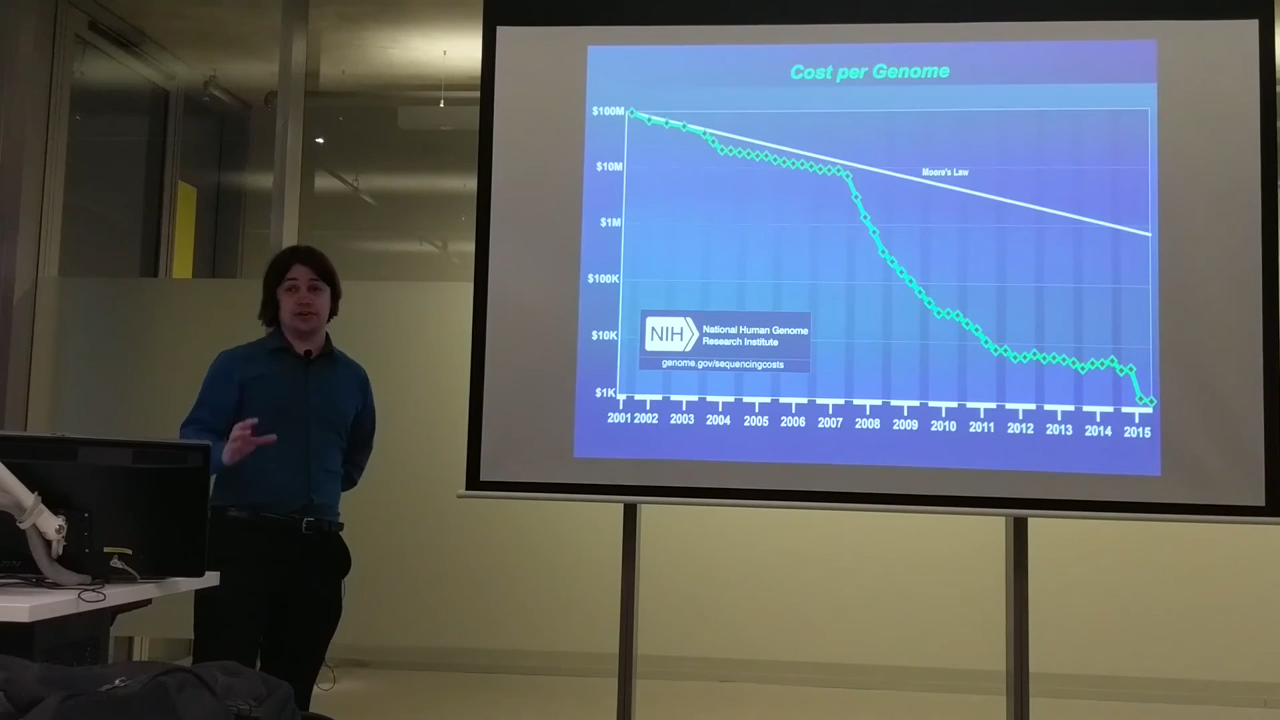 Cost per Genome
$100M
$10M
$1M
$100K
$10K
$1K
Moore's Law
NIH
National Human Genome
Research Institute
genome.gov/sequencingcosts
2001 2002 2003 2004 2005 2006 2007 2008 2009 2010 2011 2012 2013 2014 2015